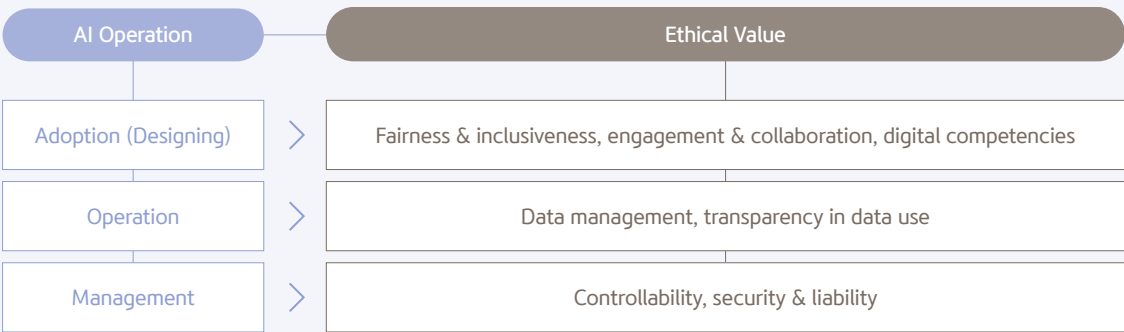 AI Operation
Ethical Value
Adoption (Designing)
Fairness & inclusiveness, engagement & collaboration, digital competencies
Operation
Data management, transparency in data use
Management
Controllability, security & liability